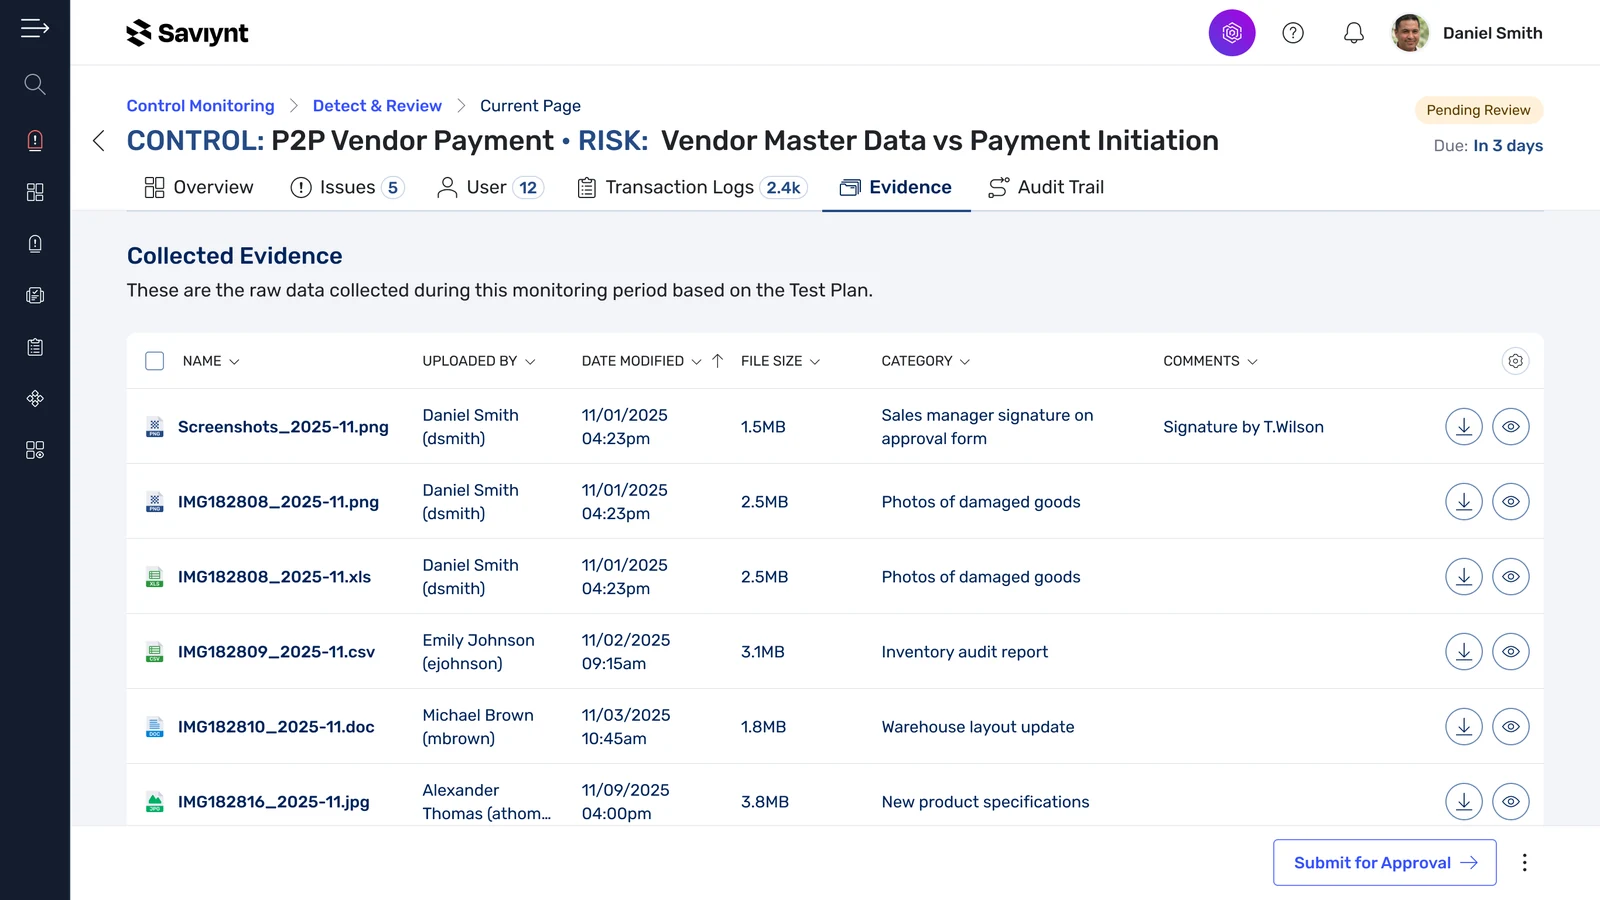 Saviynt
Daniel Smith
Control Monitoring > Detect & Review > Current Page
Pending Review
CONTROL: P2P Vendor Payment • RISK: Vendor Master Data vs Payment Initiation
Due: In 3 days
Overview Issues 5 User 12 Transaction Logs 2.4k Evidence Audit Trail
Collected Evidence
These are the raw data collected during this monitoring period based on the Test Plan.
NAME UPLOADED BY DATE MODIFIED FILE SIZE CATEGORY COMMENTS
PNG Screenshots_2025-11.png Daniel Smith (dsmith) 11/01/2025 04:23pm 1.5MB Sales manager signature on approval form Signature by T.Wilson
PNG IMG182808_2025-11.png Daniel Smith (dsmith) 11/01/2025 04:23pm 2.5MB Photos of damaged goods
XLS IMG182808_2025-11.xls Daniel Smith (dsmith) 11/01/2025 04:23pm 2.5MB Photos of damaged goods
CSV IMG182809_2025-11.csv Emily Johnson (ejohnson) 11/02/2025 09:15am 3.1MB Inventory audit report
DOC IMG182810_2025-11.doc Michael Brown (mbrown) 11/03/2025 10:45am 1.8MB Warehouse layout update
JPG IMG182816_2025-11.jpg Alexander Thomas (athom... 11/09/2025 04:00pm 3.8MB New product specifications
Submit for Approval